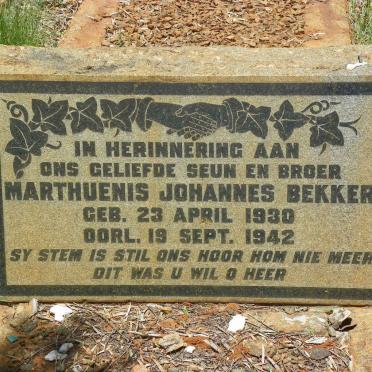 IN HERINNERING AAN
ONS GELIEFDE SEUN EN BROER
MARTHUENIS JOHANNES BEKKER
GEB. 23 APRIL 1930
OORL. 19 SEPT. 1942
SY STEM IS STIL ONS HOOR HOM NIE MEER
DIT WAS U WIL O HEER